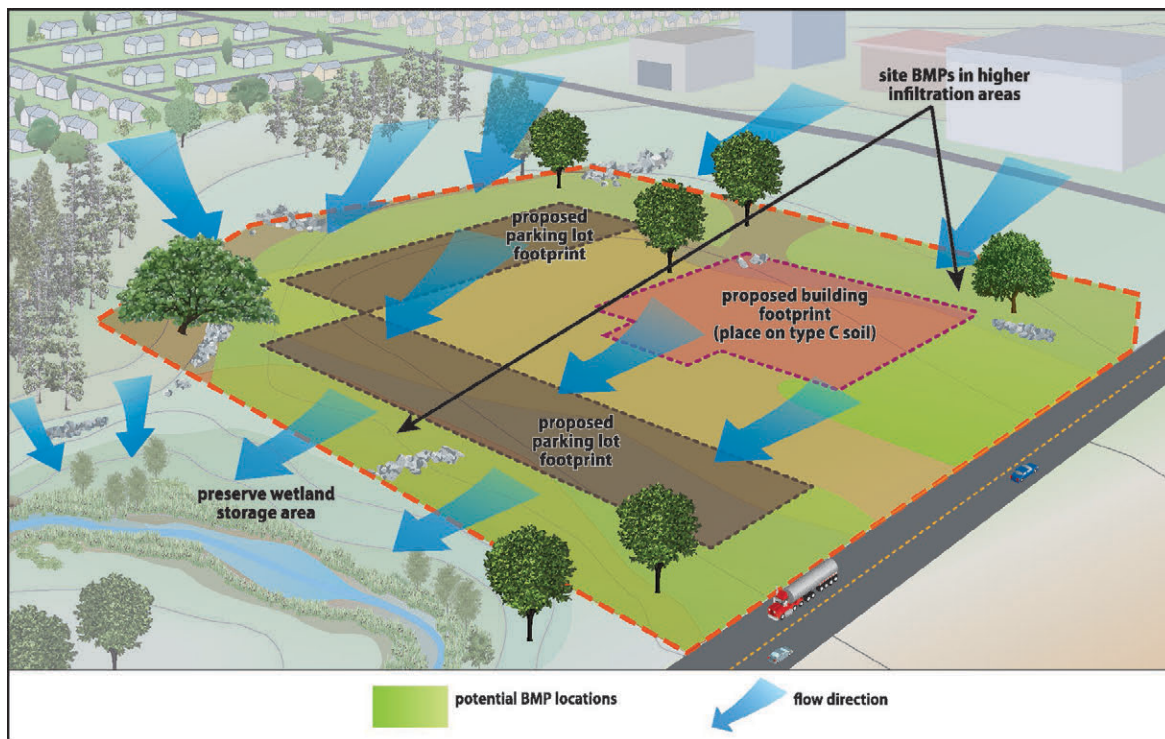 site BMPs in higher
infiltration areas
proposed
parking lot
footprint
proposed building
footprint
(place on type C soil)
proposed
parking lot
footprint
preserve wetland
storage area
potential BMP locations
flow direction